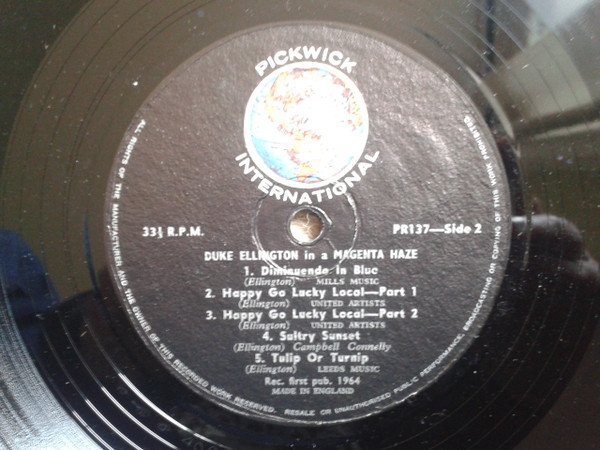 PICKWICK
INTERNATIONAL
33⅓ R.P.M.
PR137—Side 2
DUKE ELLINGTON in a MAGENTA HAZE
1. Diminuendo In Blue
(Ellington) MILLS MUSIC
2. Happy Go Lucky Local—Part 1
(Ellington) UNITED ARTISTS
3. Happy Go Lucky Local—Part 2
(Ellington) UNITED ARTISTS
4. Sultry Sunset
(Ellington) Campbell Connelly
5. Tulip Or Turnip
(Ellington) LEEDS MUSIC
Rec. first pub. 1964
MADE IN ENGLAND
ALL RIGHTS OF THE MANUFACTURER AND THE OWNER OF THIS RECORDED WORK RESERVED. RESALE OR UNAUTHORISED PUBLIC PERFORMANCE, BROADCASTING OR COPYING OF THIS WORK PROHIBITED.